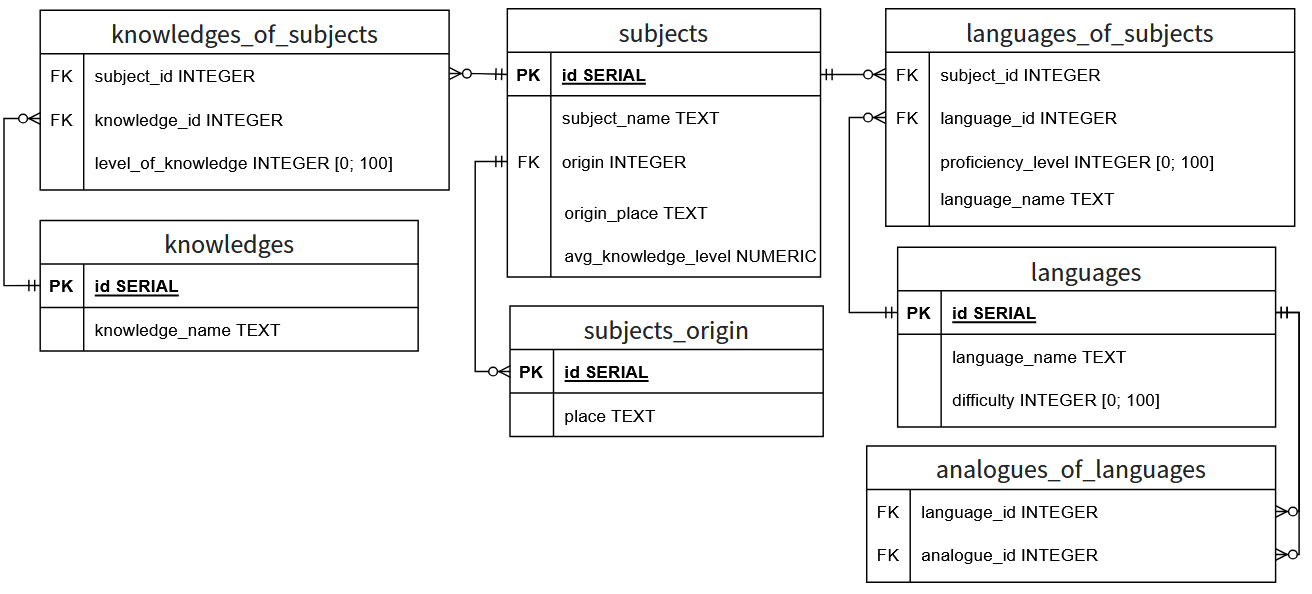 knowledges_of_subjects
FK subject_id INTEGER
FK knowledge_id INTEGER
level_of_knowledge INTEGER [0; 100]
knowledges
PK id SERIAL
knowledge_name TEXT
subjects
PK id SERIAL
subject_name TEXT
FK origin INTEGER
origin_place TEXT
avg_knowledge_level NUMERIC
subjects_origin
PK id SERIAL
place TEXT
languages_of_subjects
FK subject_id INTEGER
FK language_id INTEGER
proficiency_level INTEGER [0; 100]
language_name TEXT
languages
PK id SERIAL
language_name TEXT
difficulty INTEGER [0; 100]
analogues_of_languages
FK language_id INTEGER
FK analogue_id INTEGER